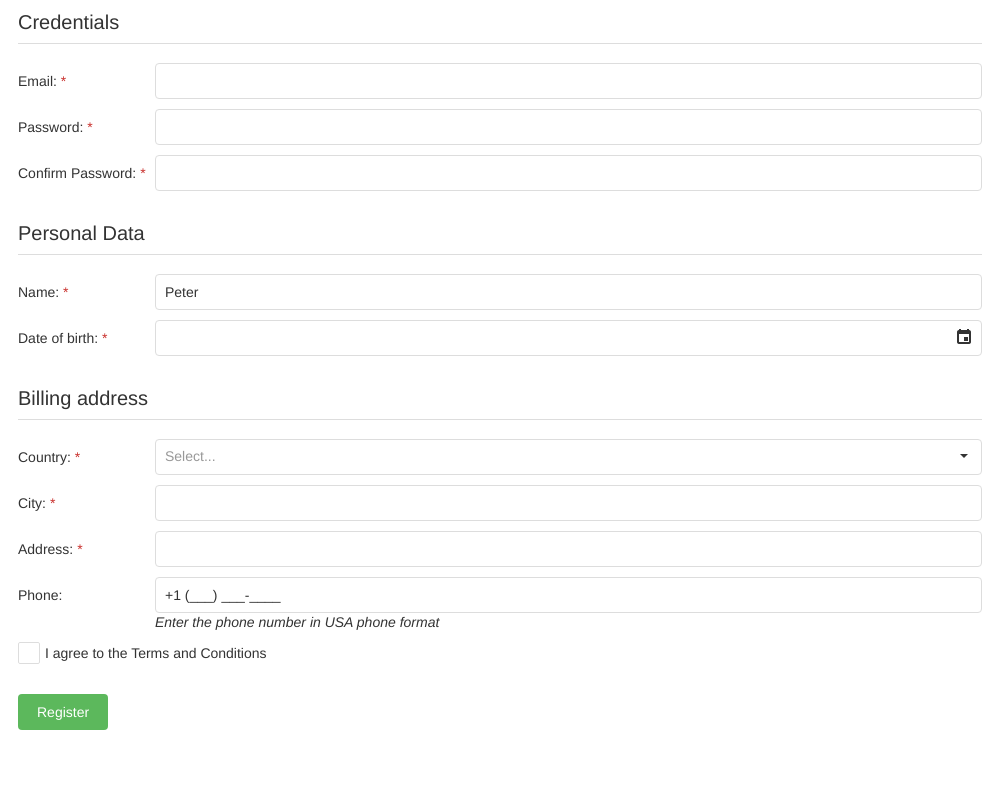 Credentials
Email: *
Password: *
Confirm Password: *
Personal Data
Name: * Peter
Date of birth: *
Billing address
Country: * Select...
City: *
Address: *
Phone: +1 (___) ___-____
Enter the phone number in USA phone format
I agree to the Terms and Conditions
Register